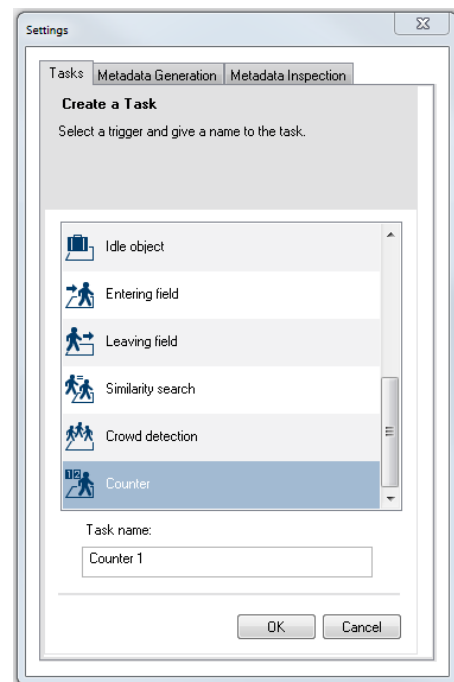 Settings
Tasks Metadata Generation Metadata Inspection
Create a Task
Select a trigger and give a name to the task.
Idle object
Entering field
Leaving field
Similarity search
Crowd detection
12
Counter
Task name:
Counter 1
OK Cancel